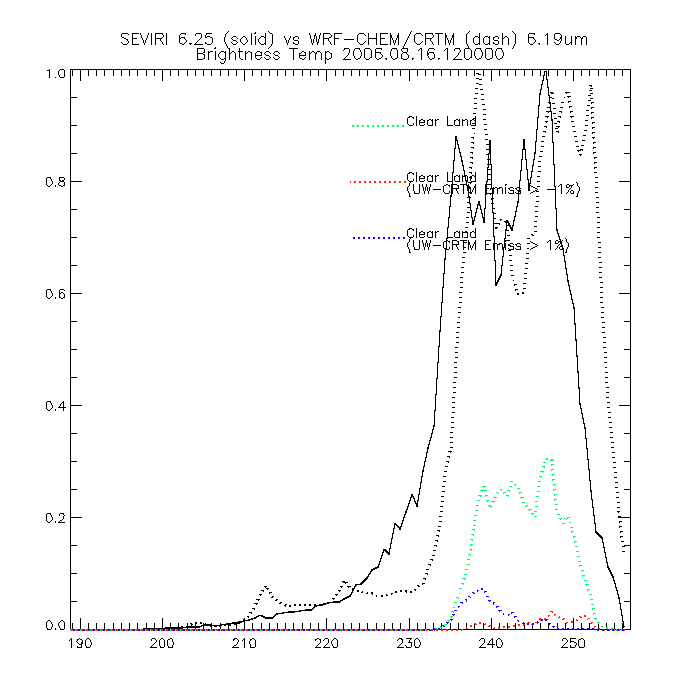 SEVIRI 6.25 (solid) vs WRF-CHEM/CRTM (dash) 6.19um
Brightness Temp 2006.08.16.120000
1.0
Clear Land
0.8
Clear Land
(UW-CRTM Emiss > -1%)
Clear Land
(UW-CRTM Emiss > 1%)
0.6
0.4
0.2
0.0
190 200 210 220 230 240 250